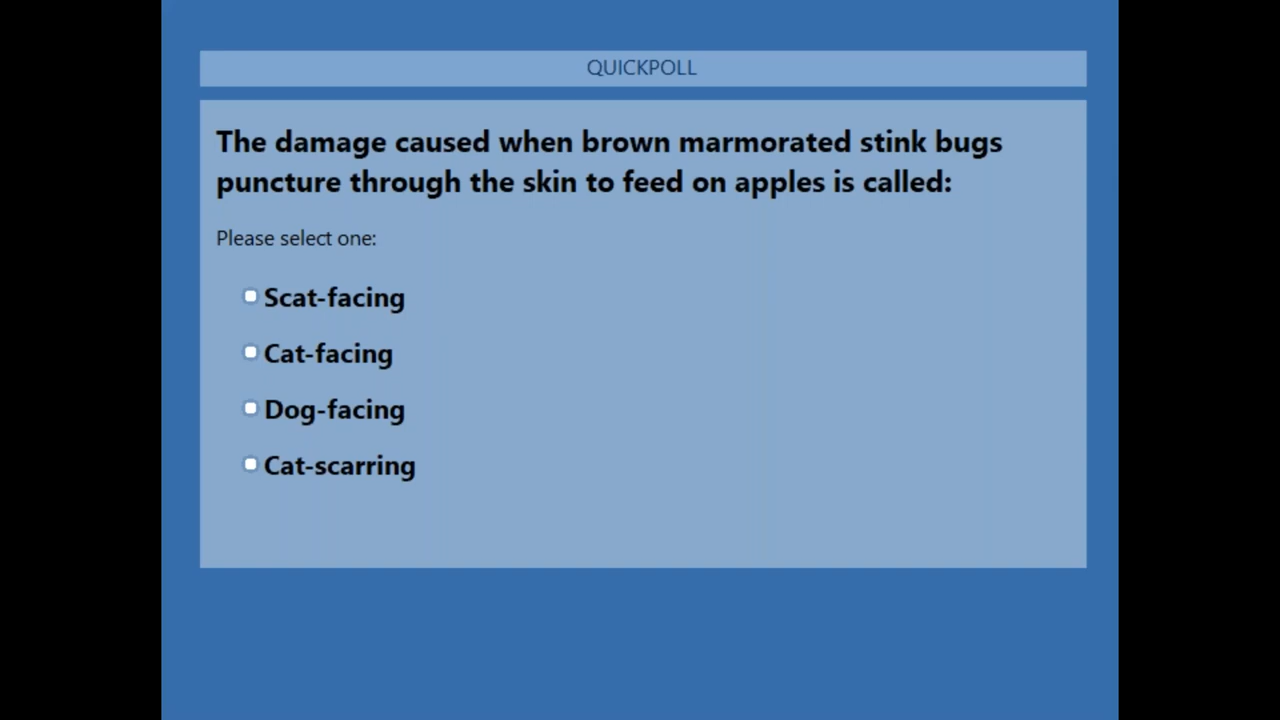 QUICKPOLL
The damage caused when brown marmorated stink bugs
puncture through the skin to feed on apples is called:
Please select one:
Scat-facing
Cat-facing
Dog-facing
Cat-scarring